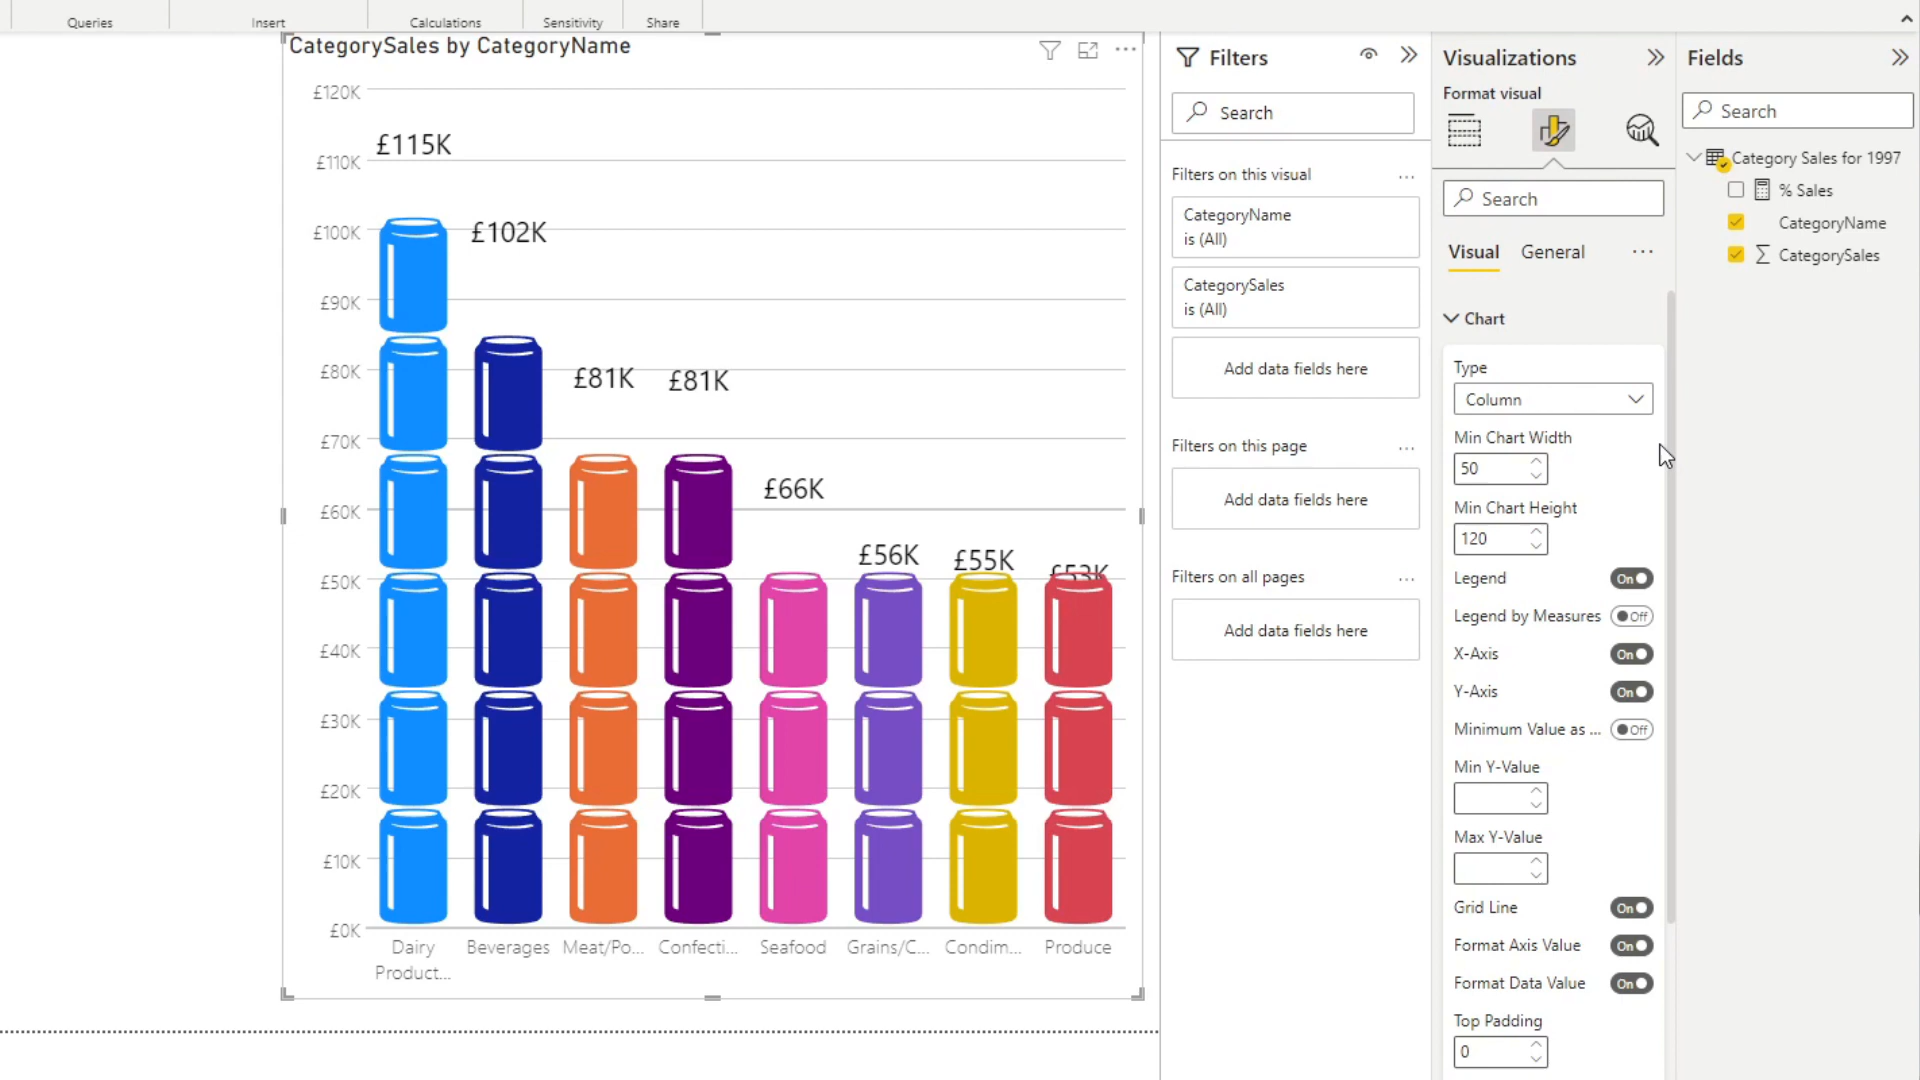 Queries
Insert
Calculations
Sensitivity
Share
CategorySales by CategoryName
£120K
£110K
£100K
£90K
£80K
£70K
£60K
£50K
£40K
£30K
£20K
£10K
£0K
£115K
£102K
£81K
£81K
£66K
£56K
£55K
£53K
Dairy
Product...
Beverages
Meat/Po...
Confecti...
Seafood
Grains/C...
Condim...
Produce
Filters
Search
Filters on this visual
...
CategoryName
is (All)
CategorySales
is (All)
Add data fields here
Filters on this page
...
Add data fields here
Filters on all pages
...
Add data fields here
Visualizations
Format visual
Search
Visual
General
...
Chart
Type
Column
Min Chart Width
50
Min Chart Height
120
Legend
On
Legend by Measures
Off
X-Axis
On
Y-Axis
On
Minimum Value as ...
Off
Min Y-Value
Max Y-Value
Grid Line
On
Format Axis Value
On
Format Data Value
On
Top Padding
0
Fields
Search
Category Sales for 1997
% Sales
CategoryName
∑ CategorySales